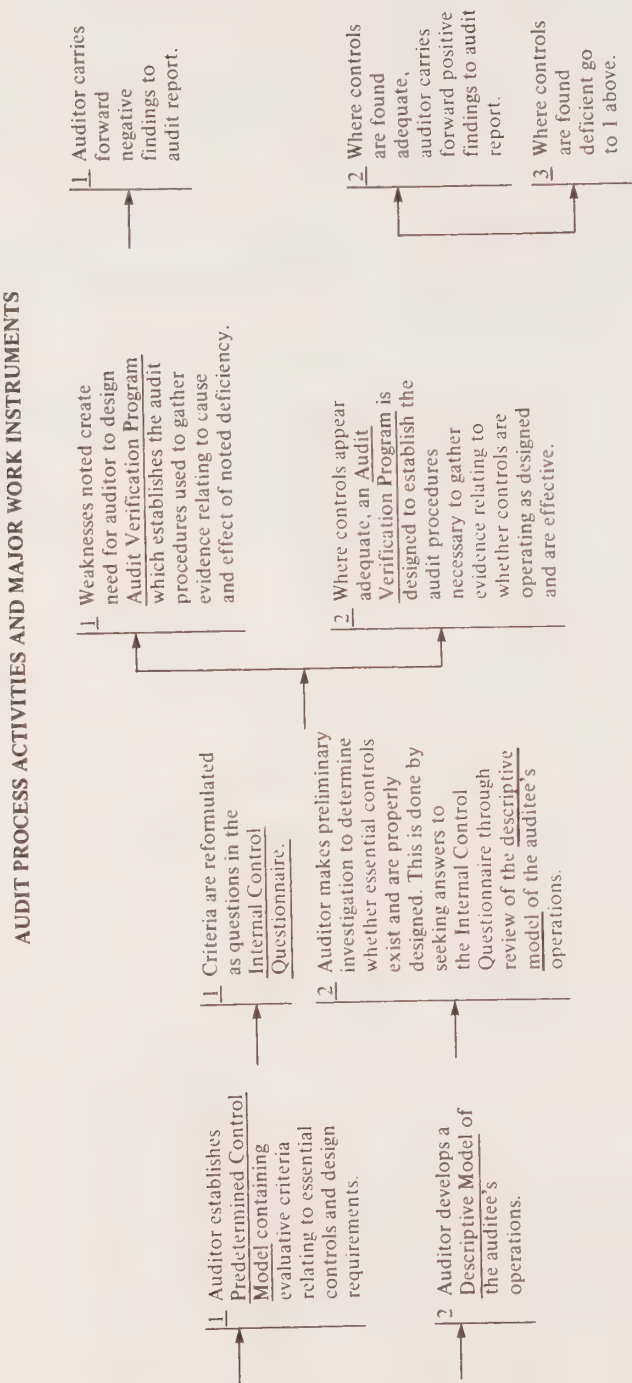 AUDIT PROCESS ACTIVITIES AND MAJOR WORK INSTRUMENTS
1 Auditor establishes
Predetermined Control
Model containing
evaluative criteria
relating to essential
controls and design
requirements.
2 Auditor develops a
Descriptive Model of
the auditee's
operations.
1 Criteria are reformulated
as questions in the
Internal Control
Questionnaire.
2 Auditor makes preliminary
investigation to determine
whether essential controls
exist and are properly
designed. This is done by
seeking answers to
the Internal Control
Questionnaire through
review of the descriptive
model of the auditee's
operations.
1 Weaknesses noted create
need for auditor to design
Audit Verification Program
which establishes the audit
procedures used to gather
evidence relating to cause
and effect of noted deficiency.
2 Where controls appear
adequate, an Audit
Verification Program is
designed to establish the
audit procedures
necessary to gather
evidence relating to
whether controls are
operating as designed
and are effective.
1 Auditor carries
forward
negative
findings to
audit report.
2 Where controls
are found
adequate,
auditor carries
forward positive
findings to audit
report.
3 Where controls
are found
deficient go
to 1 above.